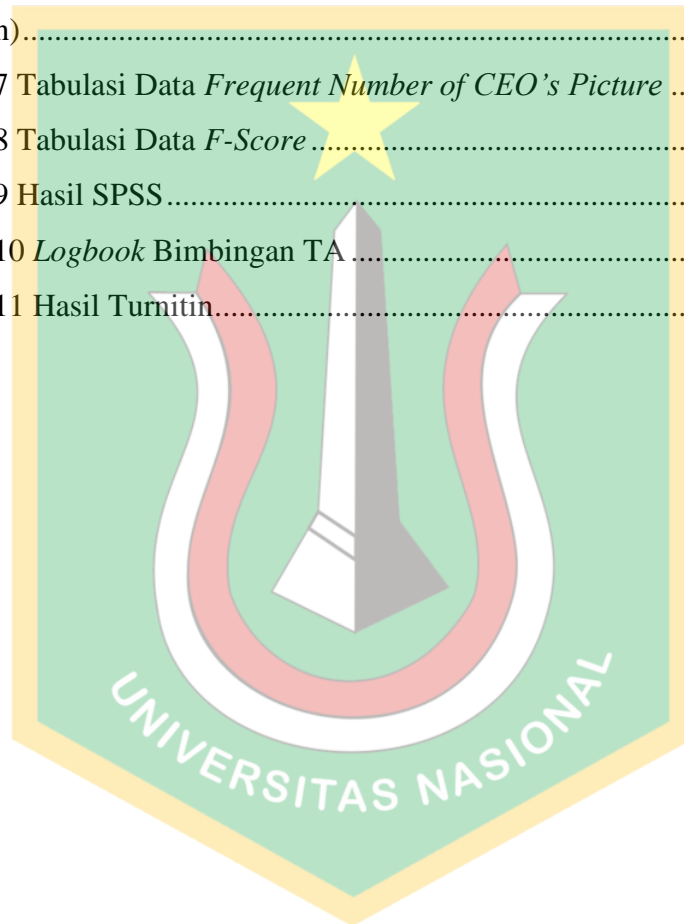 n)....................................................................................
7 Tabulasi Data Frequent Number of CEO’s Picture ..
8 Tabulasi Data F-Score ...............................................
9 Hasil SPSS.................................................................
10 Logbook Bimbingan TA ..........................................
11 Hasil Turnitin...........................................................
UNIVERSITAS NASIONAL